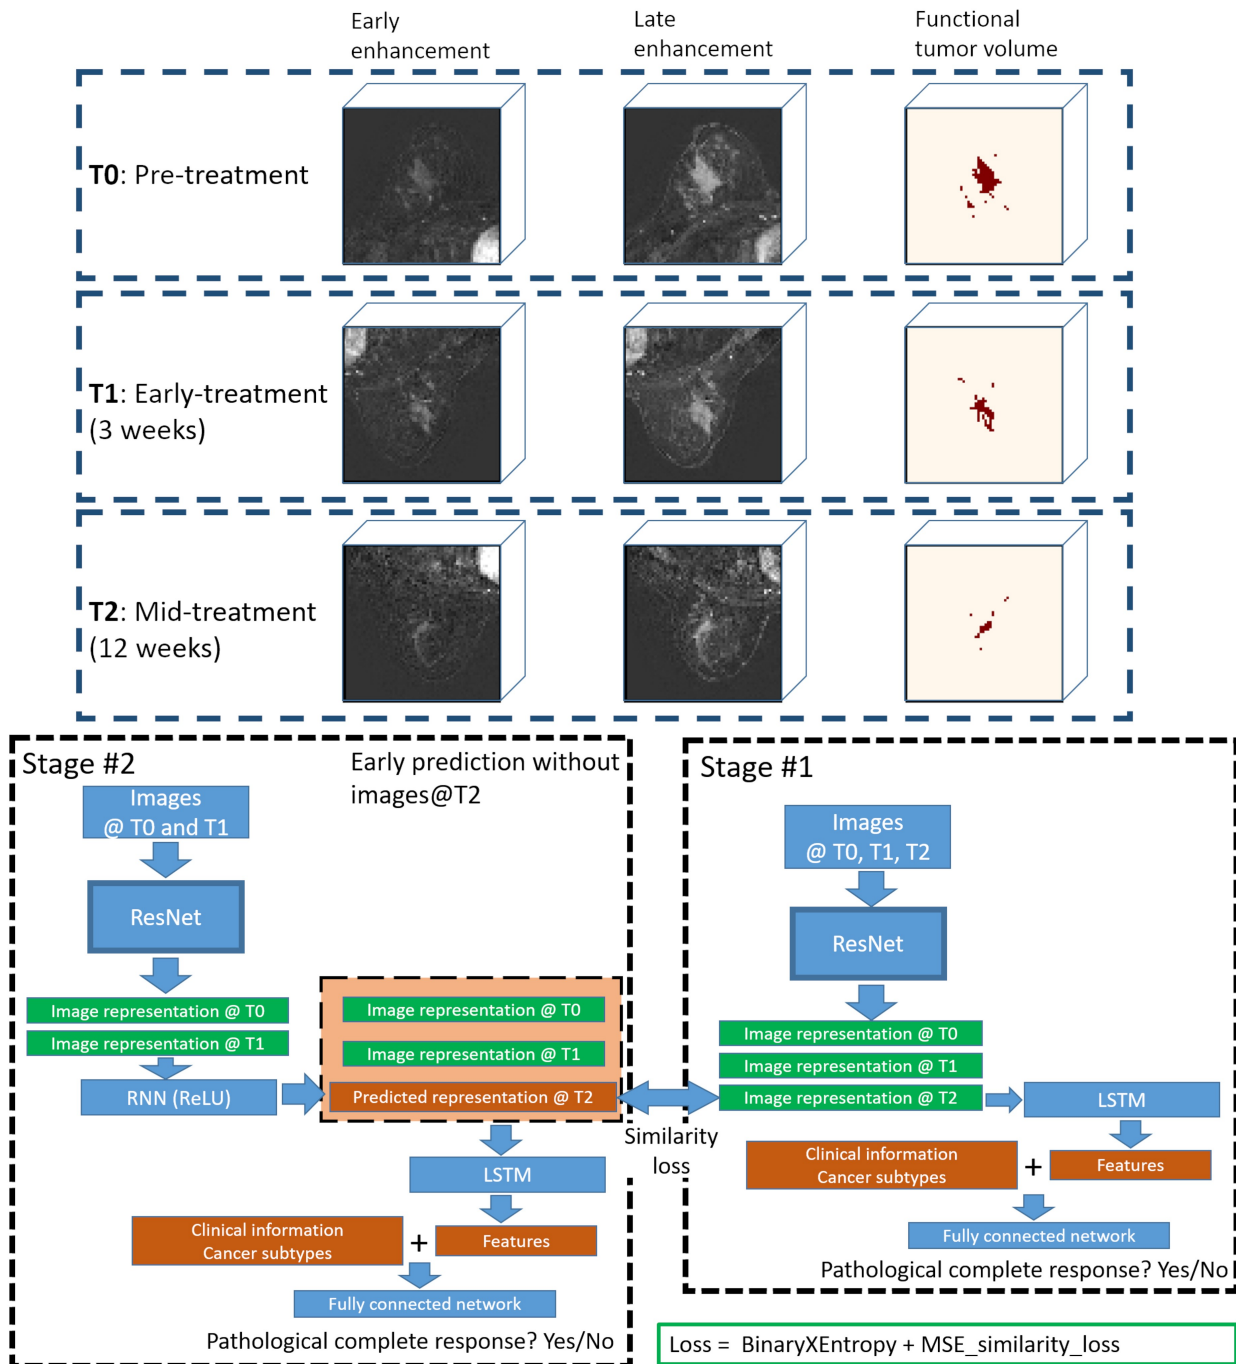 Early
enhancement
Late
enhancement
Functional
tumor volume
T0: Pre-treatment
T1: Early-treatment
(3 weeks)
T2: Mid-treatment
(12 weeks)
Stage #2
Early prediction without
images@T2
Images
@ T0 and T1
ResNet
Image representation @ T0
Image representation @ T1
RNN (ReLU)
Image representation @ T0
Image representation @ T1
Predicted representation @ T2
LSTM
Clinical information
Cancer subtypes
+
Features
Fully connected network
Pathological complete response? Yes/No
Similarity
loss
Stage #1
Images
@ T0, T1, T2
ResNet
Image representation @ T0
Image representation @ T1
Image representation @ T2
LSTM
Clinical information
Cancer subtypes
+
Features
Fully connected network
Pathological complete response? Yes/No
Loss = BinaryXEntropy + MSE_similarity_loss